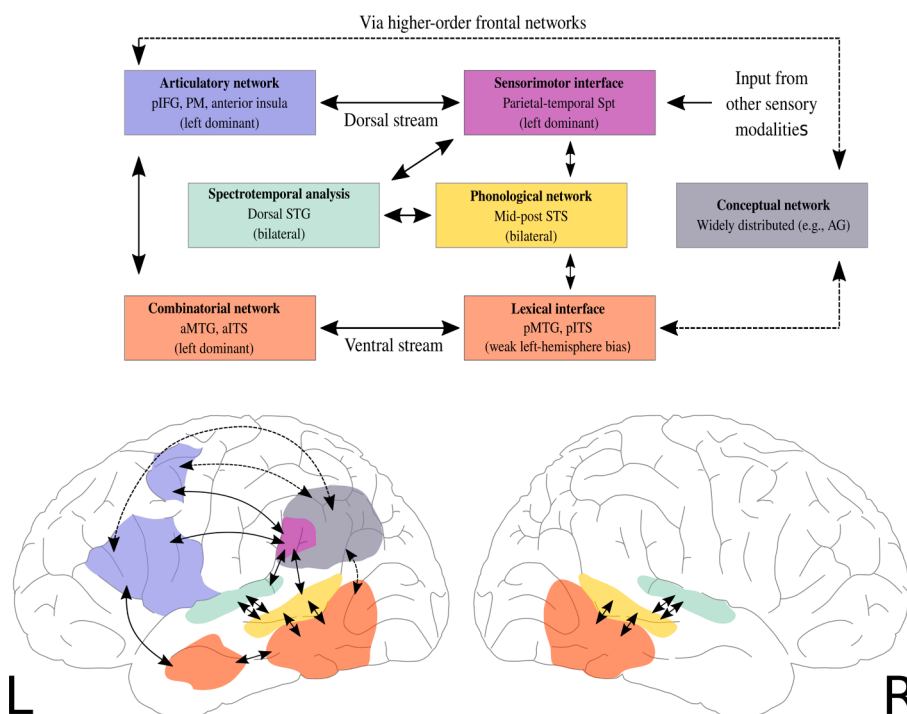 Via higher-order frontal networks
Articulatory network
pIFG, PM, anterior insula
(left dominant)
Dorsal stream
Sensorimotor interface
Parietal-temporal Spt
(left dominant)
Input from
other sensory
modalities
Spectrotemporal analysis
Dorsal STG
(bilateral)
Phonological network
Mid-post STS
(bilateral)
Conceptual network
Widely distributed (e.g., AG)
Combinatorial network
aMTG, aITS
(left dominant)
Ventral stream
Lexical interface
pMTG, pITS
(weak left-hemisphere bias)
L
R